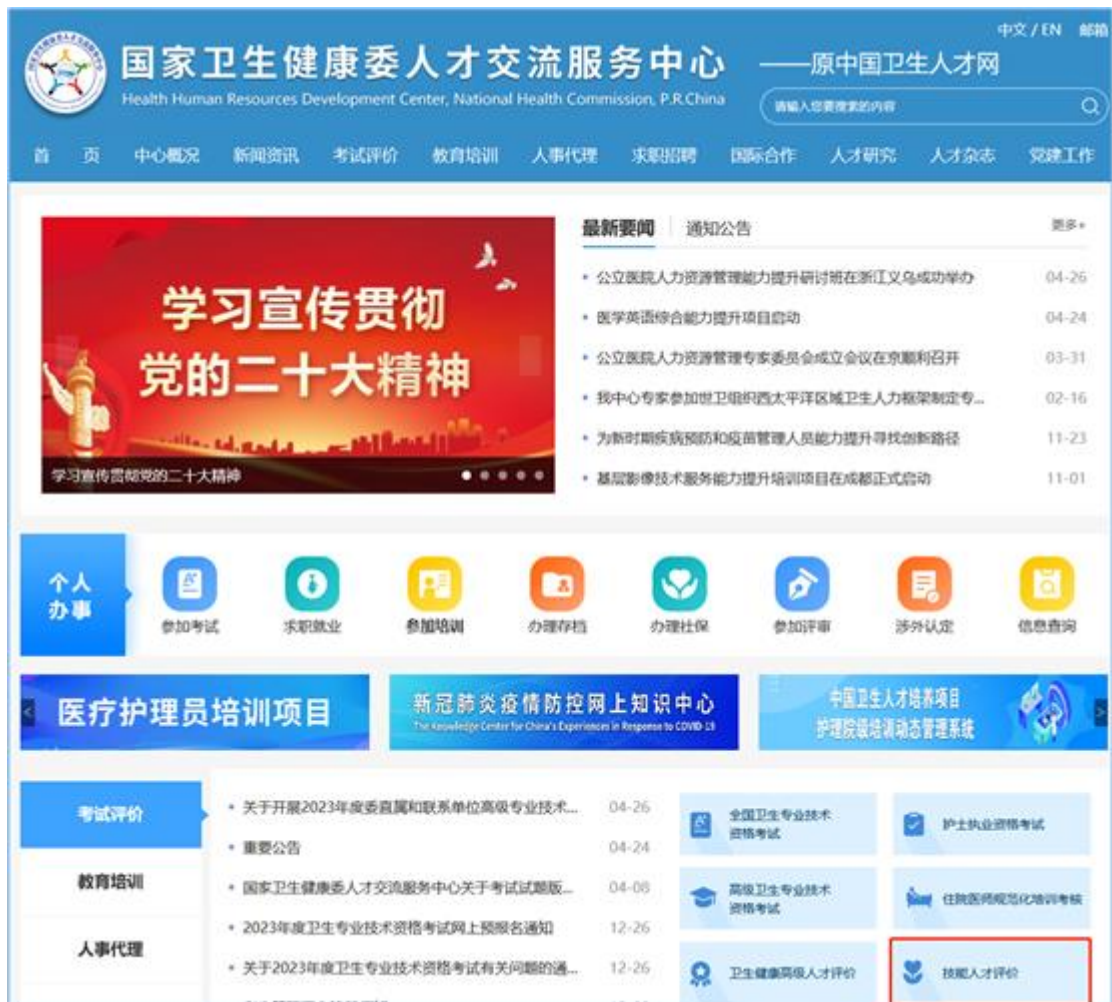 中文 / EN 邮箱
国家卫生健康委人才交流服务中心
——原中国卫生人才网
Health Human Resources Development Center, National Health Commission, P.R.China
请输入您要搜索的内容
首 页 中心概况 新闻资讯 考试评价 教育培训 人事代理 求职招聘 国际合作 人才研究 人才杂志 党建工作
学习宣传贯彻
党的二十大精神
学习宣传贯彻党的二十大精神
最新要闻 通知公告 更多+
公立医院人力资源管理能力提升研讨班在浙江义乌成功举办 04-26
医学英语综合能力提升项目启动 04-24
公立医院人力资源管理专家委员会成立会议在京顺利召开 03-31
我中心专家参加世卫组织西太平洋区域卫生人力框架制定专... 02-16
为新时期疾病预防和疫苗管理人员能力提升寻找创新路径 11-23
基层影像技术服务能力提升培训项目在成都正式启动 11-01
个人
办事
参加考试 求职就业 参加培训 办理存档 办理社保 参加评审 涉外认定 信息查询
医疗护理员培训项目
新冠肺炎疫情防控网上知识中心
The Knowledge Center for China's Experiences in Response to COVID-19
中国卫生人才培养项目
护理院级培训动态管理系统
考试评价
教育培训
人事代理
关于开展2023年度委直属和联系单位高级专业技术... 04-26
重要公告 04-24
国家卫生健康委人才交流服务中心关于考试试题版... 04-08
2023年度卫生专业技术资格考试网上预报名通知 12-26
关于2023年度卫生专业技术资格考试有关问题的通... 12-26
全国卫生专业技术
资格考试
护士执业资格考试
高级卫生专业技术
资格考试
住院医师规范化培训考核
卫生健康高级人才评价
技能人才评价